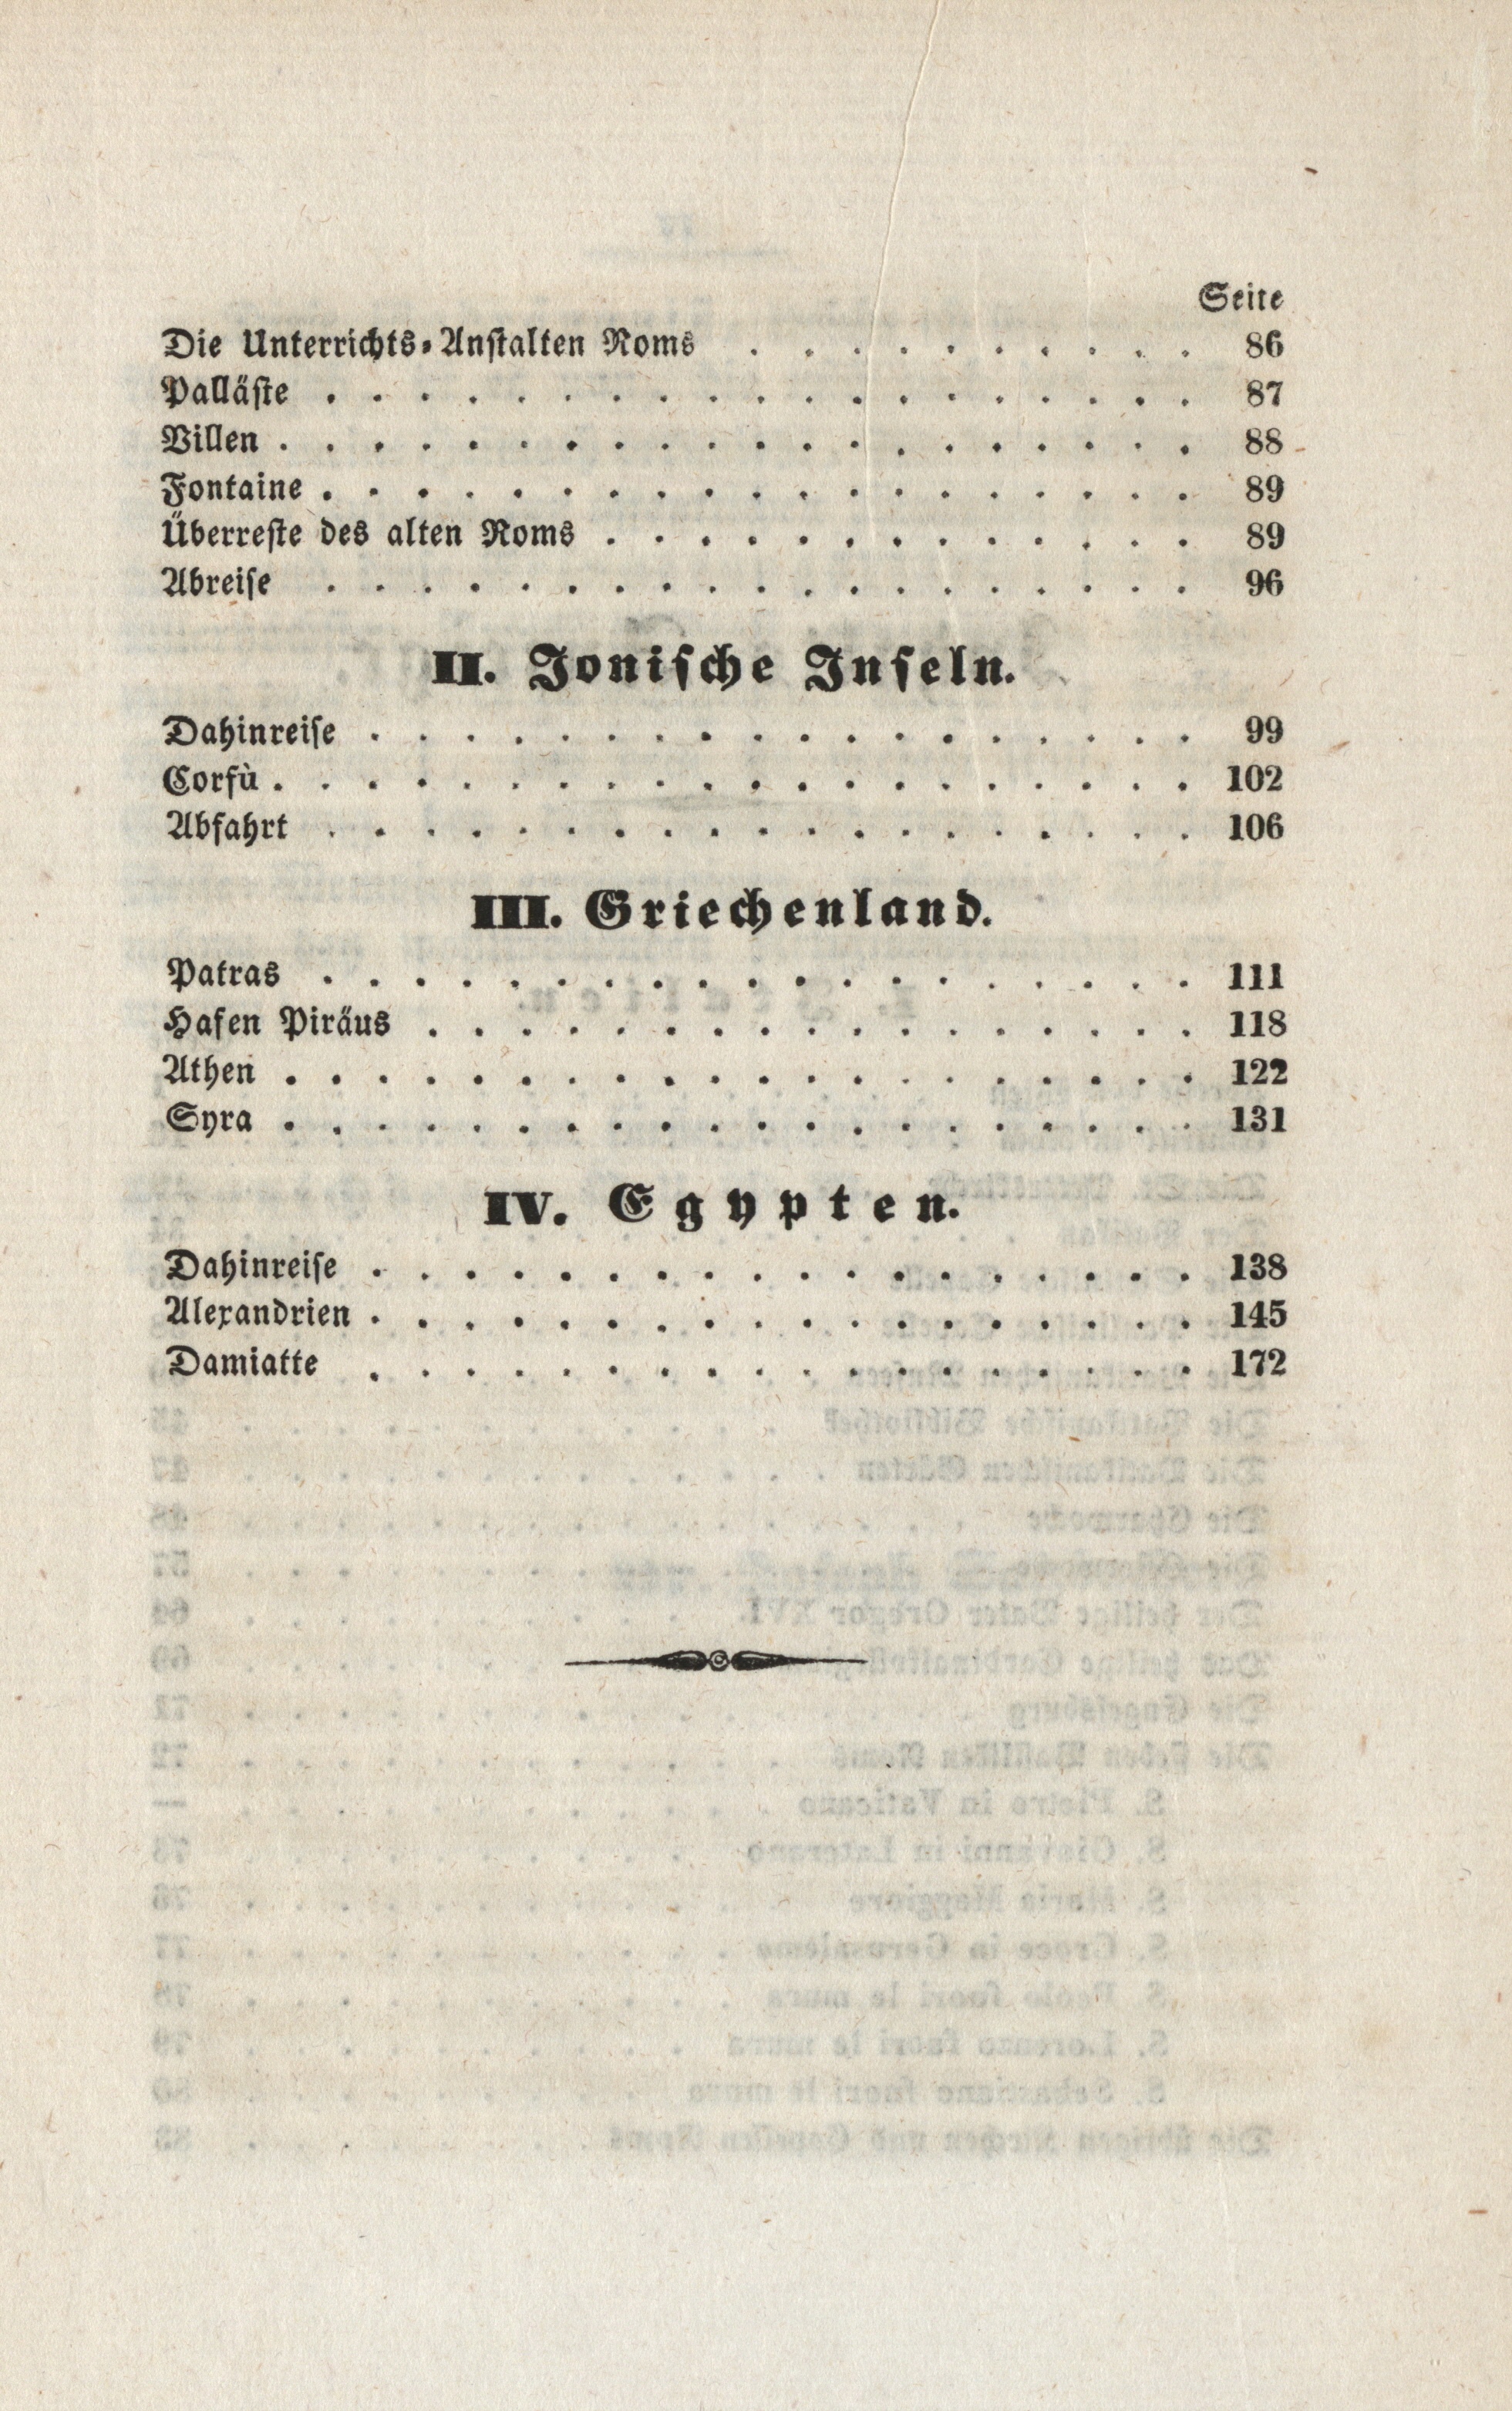 Seite
Die Unterrichts-Anstalten Roms . . . . . . . . . . 86
Palläste . . . . . . . . . . . . . . . . . . . 87
Villen . . . . . . . . . . . . . . . . . . . . 88
Fontaine . . . . . . . . . . . . . . . . . . . 89
Überreste des alten Roms . . . . . . . . . . . . . 89
Abreise . . . . . . . . . . . . . . . . . . . 96
II. Jonische Inseln.
Dahinreise . . . . . . . . . . . . . . . . . . 99
Corfù . . . . . . . . . . . . . . . . . . . . 102
Abfahrt . . . . . . . . . . . . . . . . . . . 106
III. Griechenland.
Patras . . . . . . . . . . . . . . . . . . . 111
Hafen Piräus . . . . . . . . . . . . . . . . . 118
Athen . . . . . . . . . . . . . . . . . . . . 122
Syra . . . . . . . . . . . . . . . . . . . . 131
IV. Egypten.
Dahinreise . . . . . . . . . . . . . . . . . . 138
Alexandrien . . . . . . . . . . . . . . . . . . 145
Damiatte . . . . . . . . . . . . . . . . . . 172